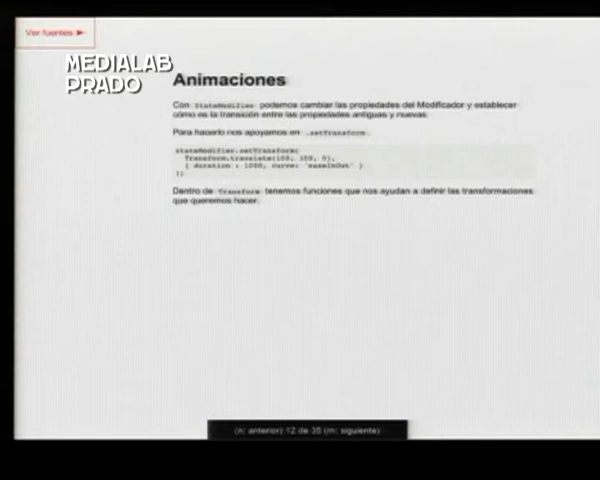 Ver fuentes ►
MEDIALAB
PRADO
Animaciones
Con StateModifier podemos cambiar las propiedades del Modificador y establecer
cómo es la transición entre las propiedades antiguas y nuevas.
Para hacerlo nos apoyamos en .setTransform.
stateModifier.setTransform(
Transform.translate(100, 100, 0),
{ duration : 1000, curve: 'easeInOut' }
);
Dentro de Transform tenemos funciones que nos ayudan a definir las transformaciones
que queremos hacer.
(n: anterior) 12 de 35 (m: siguiente)